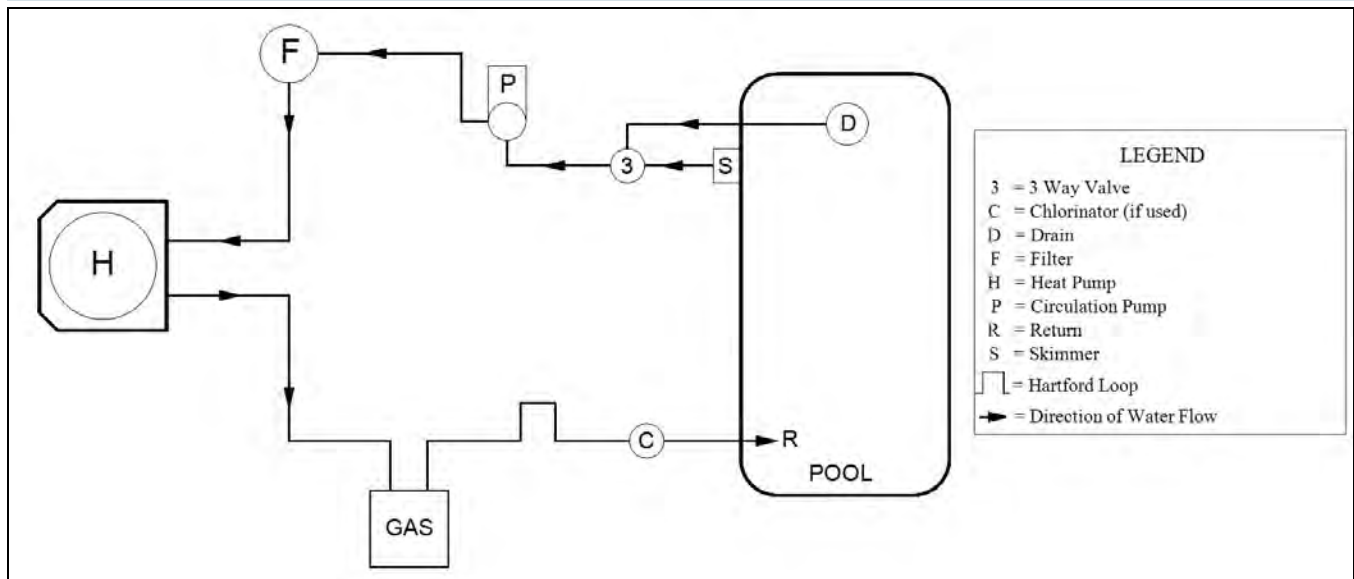 F
P
D
3
S
H
C
R
POOL
GAS
LEGEND
3 = 3 Way Valve
C = Chlorinator (if used)
D = Drain
F = Filter
H = Heat Pump
P = Circulation Pump
R = Return
S = Skimmer
= Hartford Loop
= Direction of Water Flow